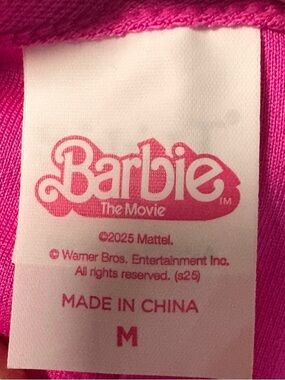 Barbie TM
The Movie
©2025 Mattel.
© Warner Bros. Entertainment Inc.
All rights reserved. (s25)
MADE IN CHINA
M